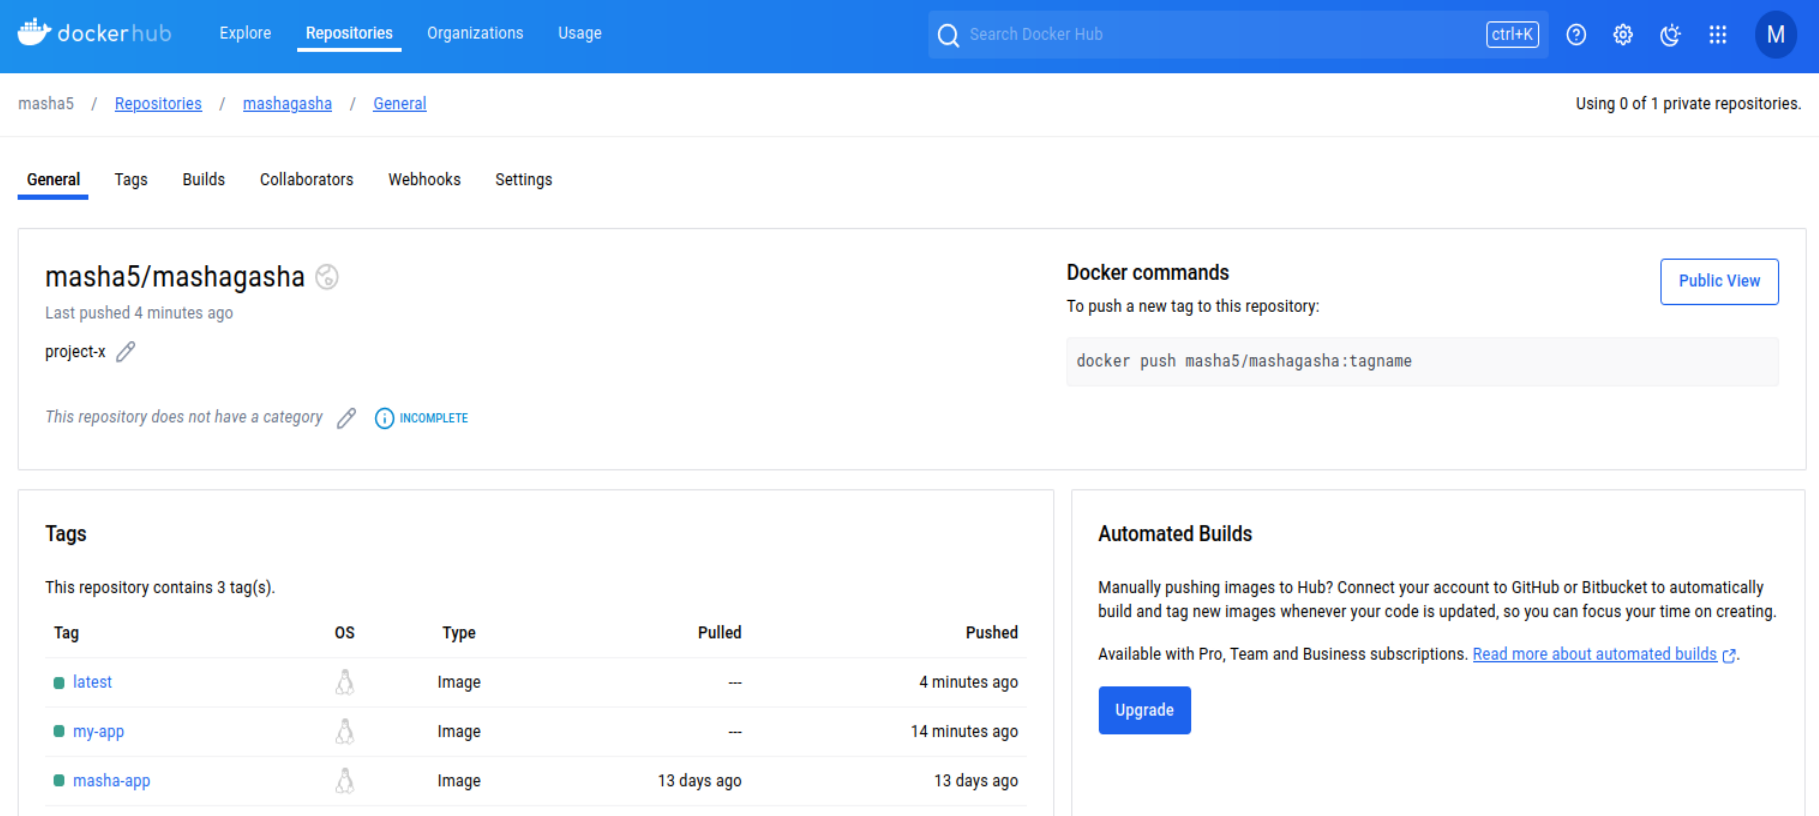 dockerhub Explore Repositories Organizations Usage Search Docker Hub ctrl+K M
masha5 / Repositories / mashagasha / General Using 0 of 1 private repositories.
General Tags Builds Collaborators Webhooks Settings
masha5/mashagasha
Last pushed 4 minutes ago
project-x
This repository does not have a category INCOMPLETE
Docker commands
Public View
To push a new tag to this repository:
docker push masha5/mashagasha:tagname
Tags
This repository contains 3 tag(s).
Tag OS Type Pulled Pushed
latest Image --- 4 minutes ago
my-app Image --- 14 minutes ago
masha-app Image 13 days ago 13 days ago
Automated Builds
Manually pushing images to Hub? Connect your account to GitHub or Bitbucket to automatically
build and tag new images whenever your code is updated, so you can focus your time on creating.
Available with Pro, Team and Business subscriptions. Read more about automated builds.
Upgrade